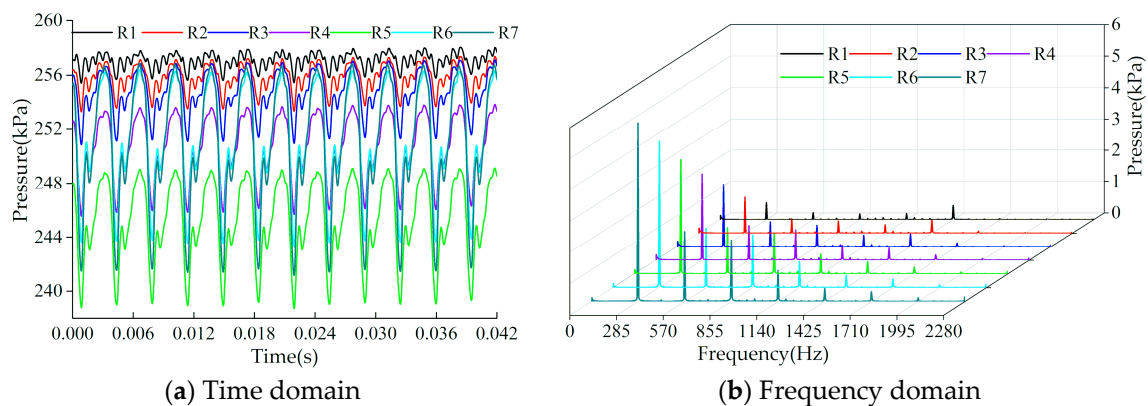 260
256
252
248
244
240
Pressure(kPa)
R1 R2 R3 R4 R5 R6 R7
0.000 0.006 0.012 0.018 0.024 0.030 0.036 0.042
Time(s)
(a) Time domain
R1 R2 R3 R4
R5 R6 R7
6
5
4
3
2
1
0
Pressure(kPa)
0 285 570 855 1140 1425 1710 1995 2280
Frequency(Hz)
(b) Frequency domain